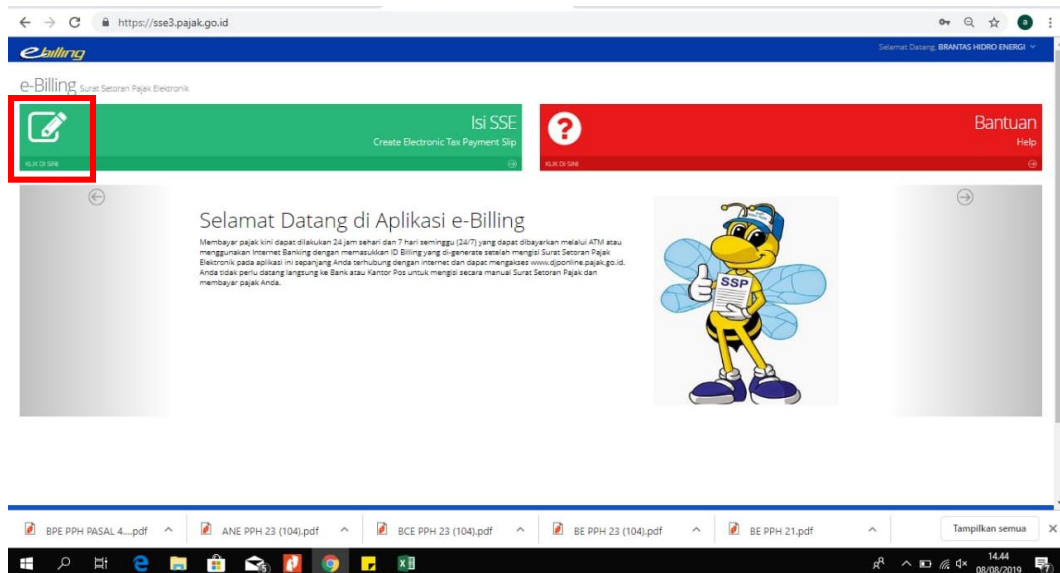 https://sse3.pajak.go.id
a
e-billing
Selamat Datang, BRANTAS HIDRO ENERGI
e-Billing Surat Setoran Pajak Elektronik
Isi SSE
Create Electronic Tax Payment Slip
KLIK DI SINI
?
Bantuan
Help
KLIK DI SINI
Selamat Datang di Aplikasi e-Billing
Membayar pajak kini dapat dilakukan 24 jam sehari dan 7 hari seminggu (24/7) yang dapat dibayarkan melalui ATM atau
menggunakan Internet Banking dengan memasukkan ID Billing yang di-generate setelah mengisi Surat Setoran Pajak
Elektronik pada aplikasi ini sepanjang Anda terhubung dengan internet dan dapat mengakses www.djponline.pajak.go.id.
Anda tidak perlu datang langsung ke Bank atau Kantor Pos untuk mengisi secara manual Surat Setoran Pajak dan
membayar pajak Anda.
SSP
BPE PPH PASAL 4....pdf
ANE PPH 23 (104).pdf
BCE PPH 23 (104).pdf
BE PPH 23 (104).pdf
BE PPH 21.pdf
Tampilkan semua
14.44
08/08/2019